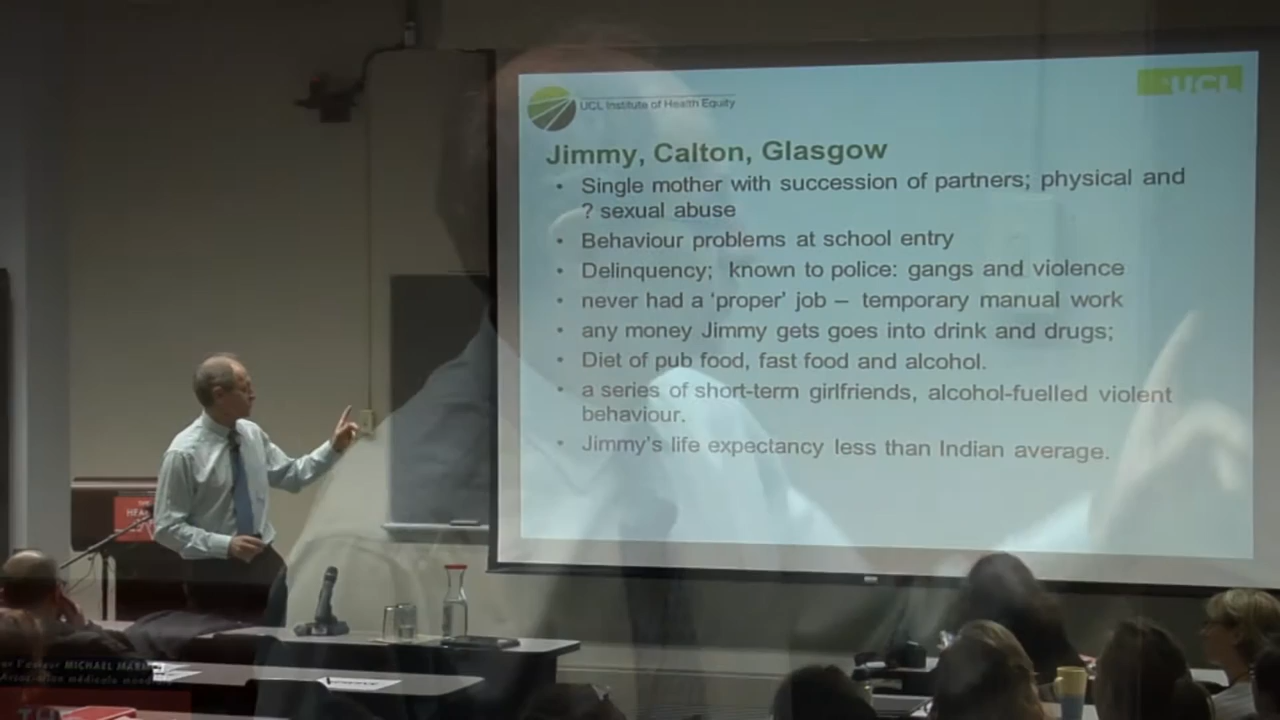 UCL Institute of Health Equity
UCL
Jimmy, Calton, Glasgow
• Single mother with succession of partners; physical and
? sexual abuse
• Behaviour problems at school entry
• Delinquency; known to police: gangs and violence
• never had a ‘proper’ job – temporary manual work
• any money Jimmy gets goes into drink and drugs;
• Diet of pub food, fast food and alcohol.
• a series of short-term girlfriends, alcohol-fuelled violent
behaviour.
• Jimmy’s life expectancy less than Indian average.
MICHAEL
médicale